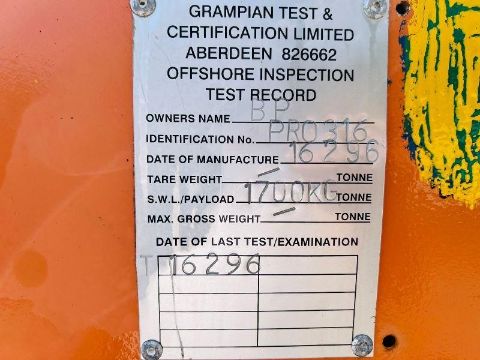 GRAMPIAN TEST &
CERTIFICATION LIMITED
ABERDEEN 826662
OFFSHORE INSPECTION
TEST RECORD
OWNERS NAME BP
IDENTIFICATION No. PRO316
DATE OF MANUFACTURE 16296
TARE WEIGHT — TONNE
S.W.L./PAYLOAD 1700KG TONNE
MAX. GROSS WEIGHT — TONNE
DATE OF LAST TEST/EXAMINATION
T 16296